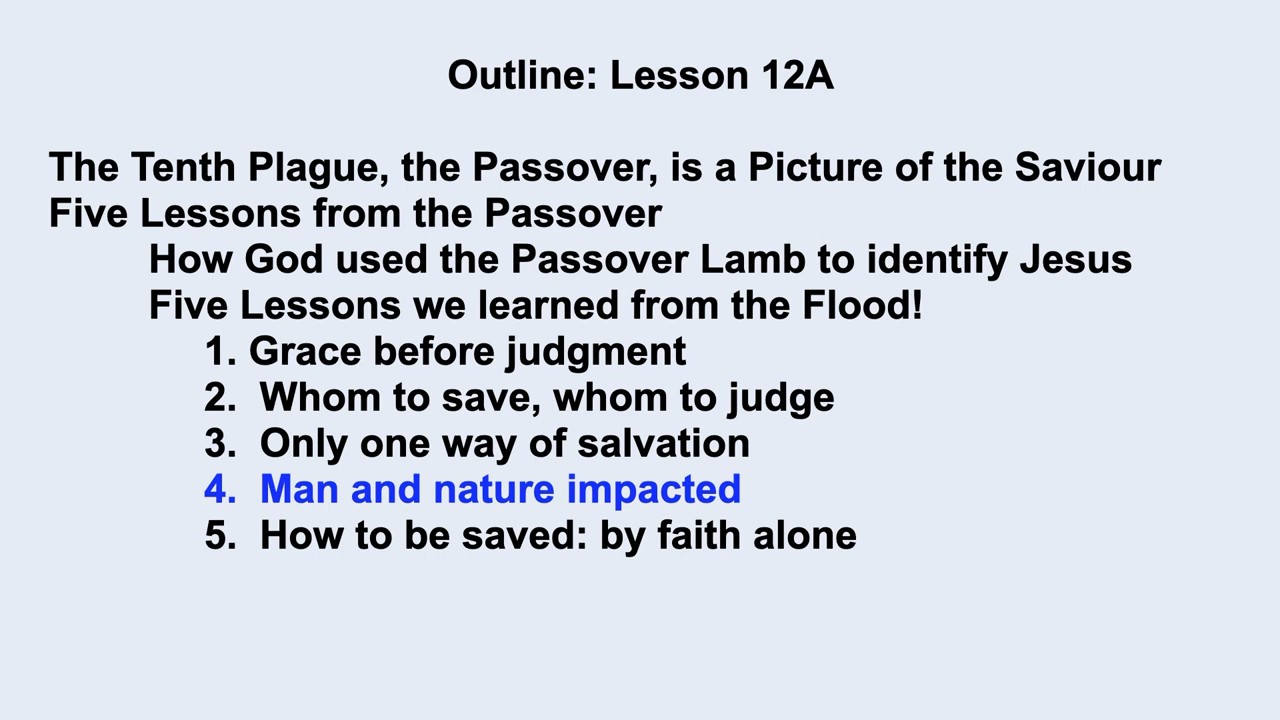 Outline: Lesson 12A
The Tenth Plague, the Passover, is a Picture of the Saviour
Five Lessons from the Passover
How God used the Passover Lamb to identify Jesus
Five Lessons we learned from the Flood!
1. Grace before judgment
2. Whom to save, whom to judge
3. Only one way of salvation
4. Man and nature impacted
5. How to be saved: by faith alone